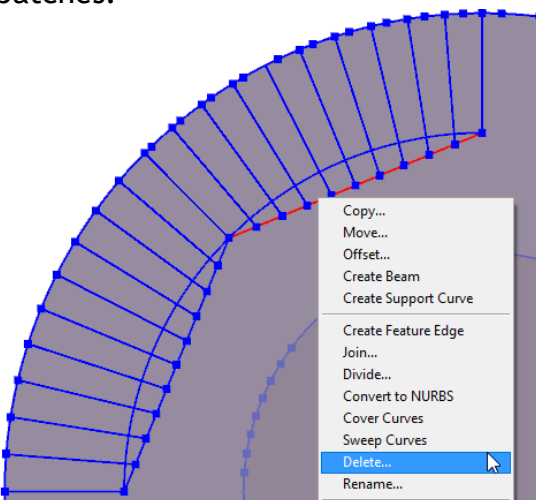 patches.
Copy...
Move...
Offset...
Create Beam
Create Support Curve
Create Feature Edge
Join...
Divide...
Convert to NURBS
Cover Curves
Sweep Curves
Delete...
Rename...